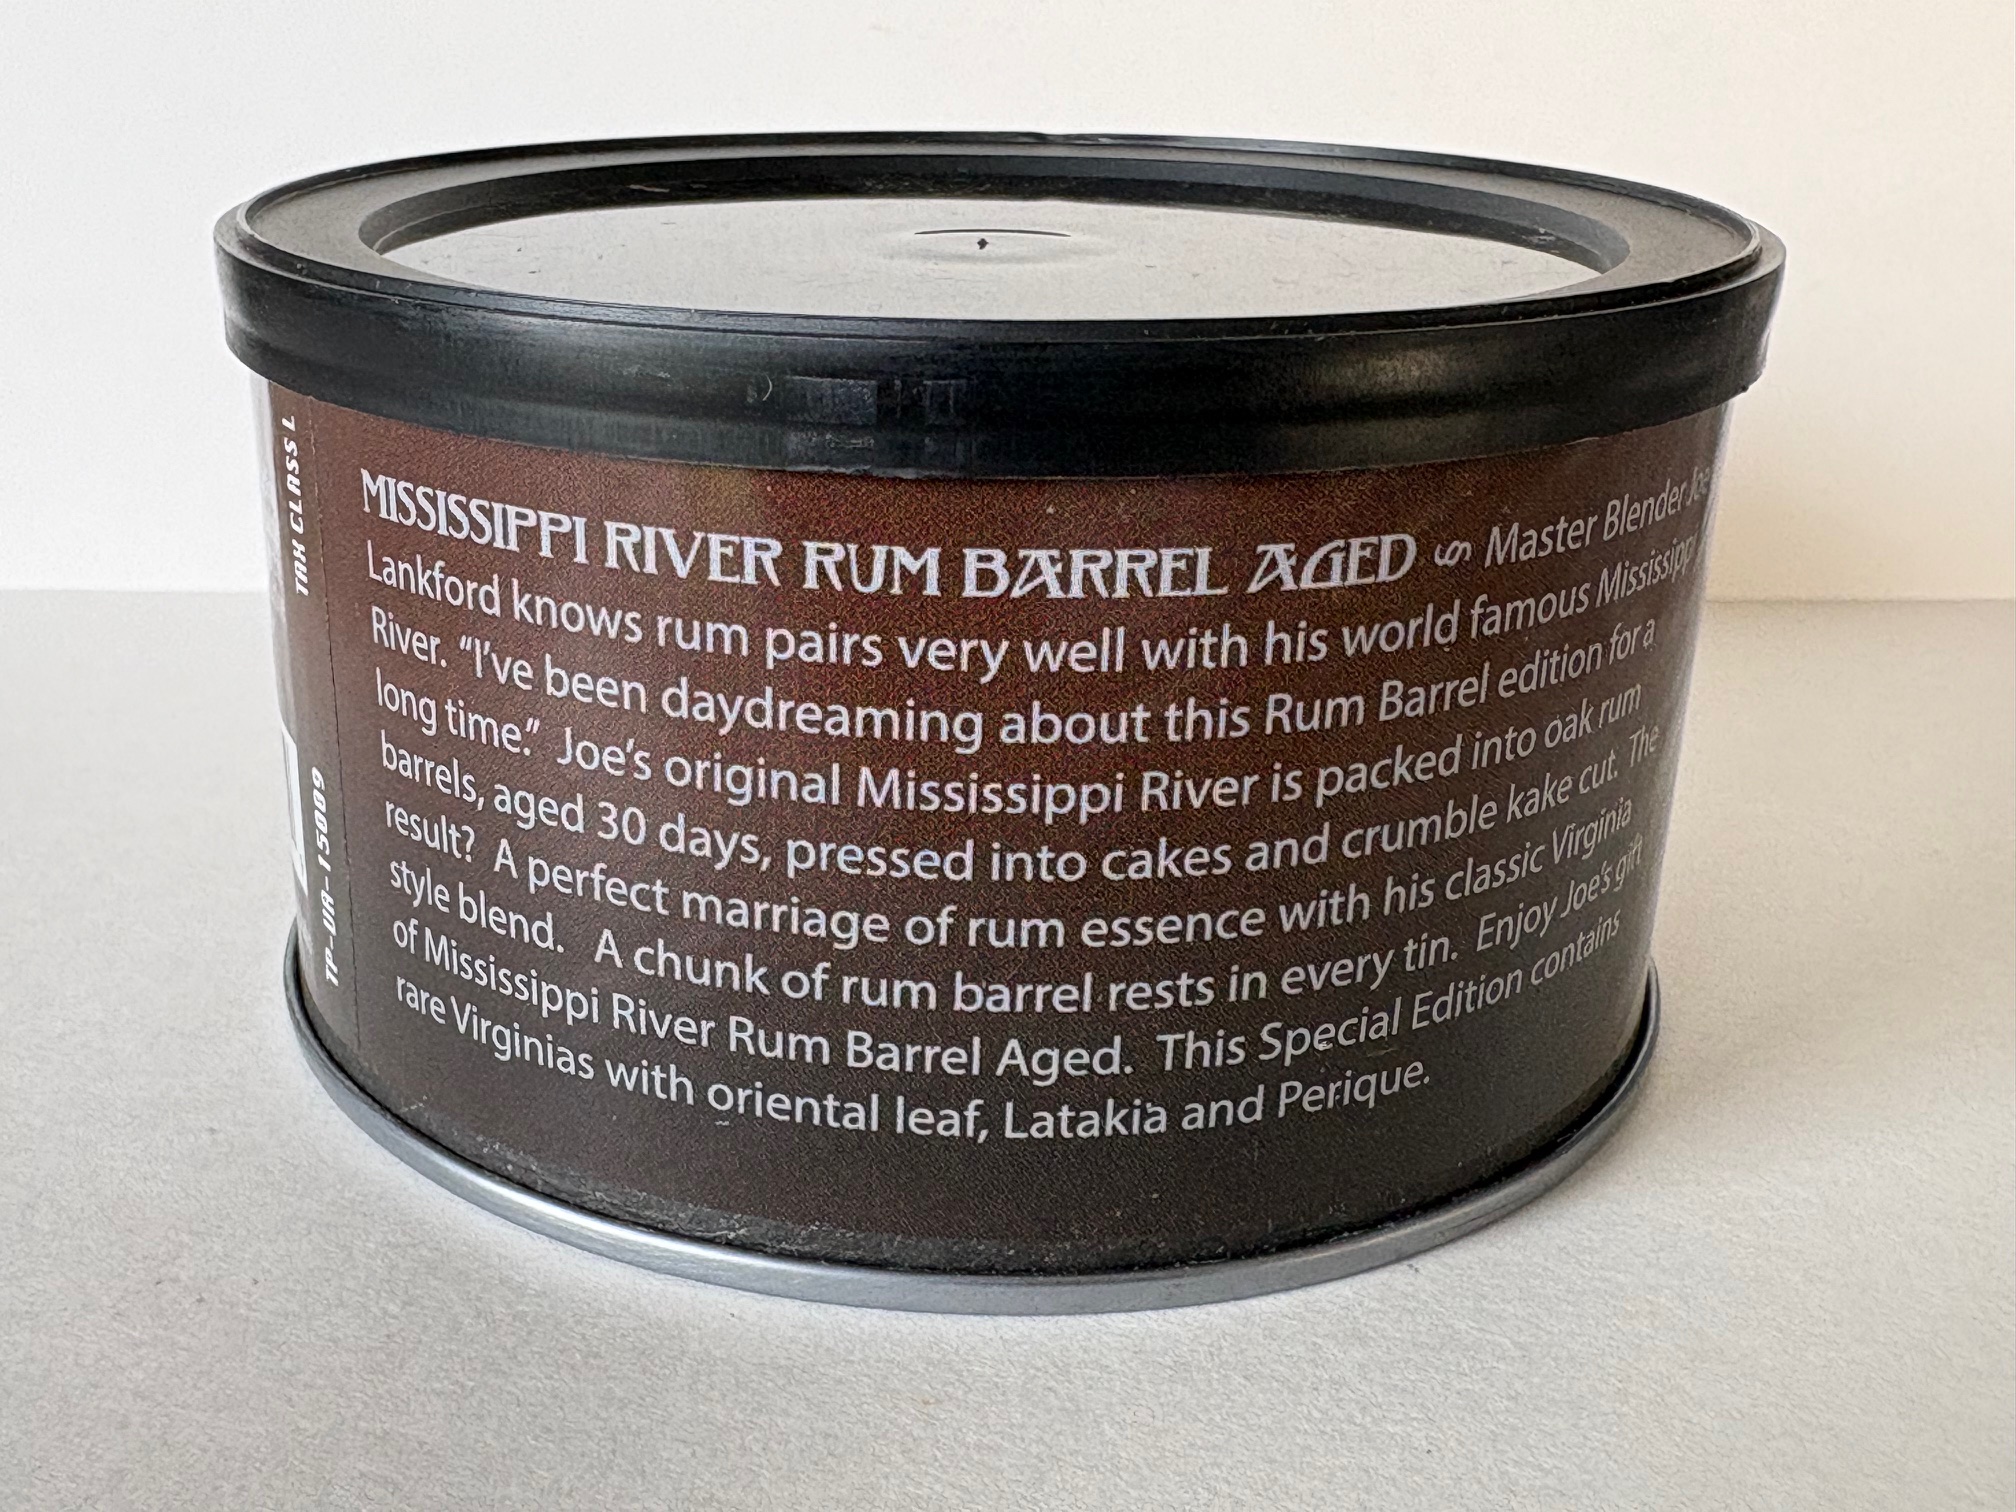 TAX CLASS L
TP-VA-15009
MISSISSIPPI RIVER RUM BARREL AGED Master Blender Joe
Lankford knows rum pairs very well with his world famous Mississippi
River. “I’ve been daydreaming about this Rum Barrel edition for a
long time.” Joe’s original Mississippi River is packed into oak rum
barrels, aged 30 days, pressed into cakes and crumble kake cut. The
result? A perfect marriage of rum essence with his classic Virginia
style blend. A chunk of rum barrel rests in every tin. Enjoy Joe’s gift
of Mississippi River Rum Barrel Aged. This Special Edition contains
rare Virginias with oriental leaf, Latakia and Perique.